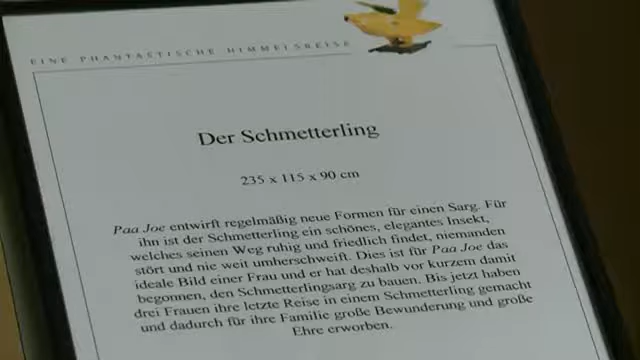 EINE PHANTASTISCHE HIMMELSREISE
Der Schmetterling
235 x 115 x 90 cm
Paa Joe entwirft regelmäßig neue Formen für einen Sarg. Für
ihn ist der Schmetterling ein schönes, elegantes Insekt,
welches seinen Weg ruhig und friedlich findet, niemanden
stört und nie weit umherschweift. Dies ist für Paa Joe das
ideale Bild einer Frau und er hat deshalb vor kurzem damit
begonnen, den Schmetterlingsarg zu bauen. Bis jetzt haben
drei Frauen ihre letzte Reise in einem Schmetterling gemacht
und dadurch für ihre Familie große Bewunderung und große
Ehre erworben.